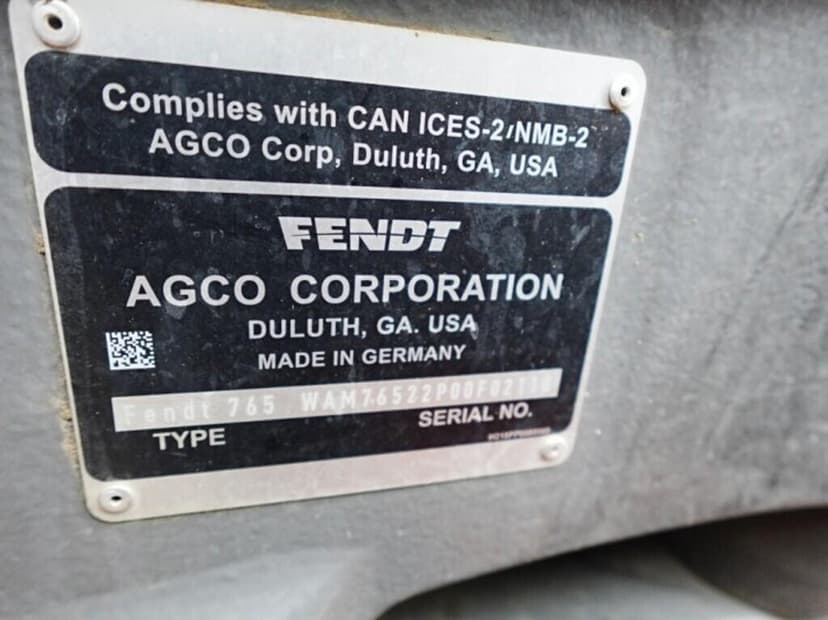 Complies with CAN ICES-2/NMB-2
AGCO Corp, Duluth, GA, USA
FENDT
AGCO CORPORATION
DULUTH, GA. USA
MADE IN GERMANY
Fendt 765
TYPE
SERIAL NO.